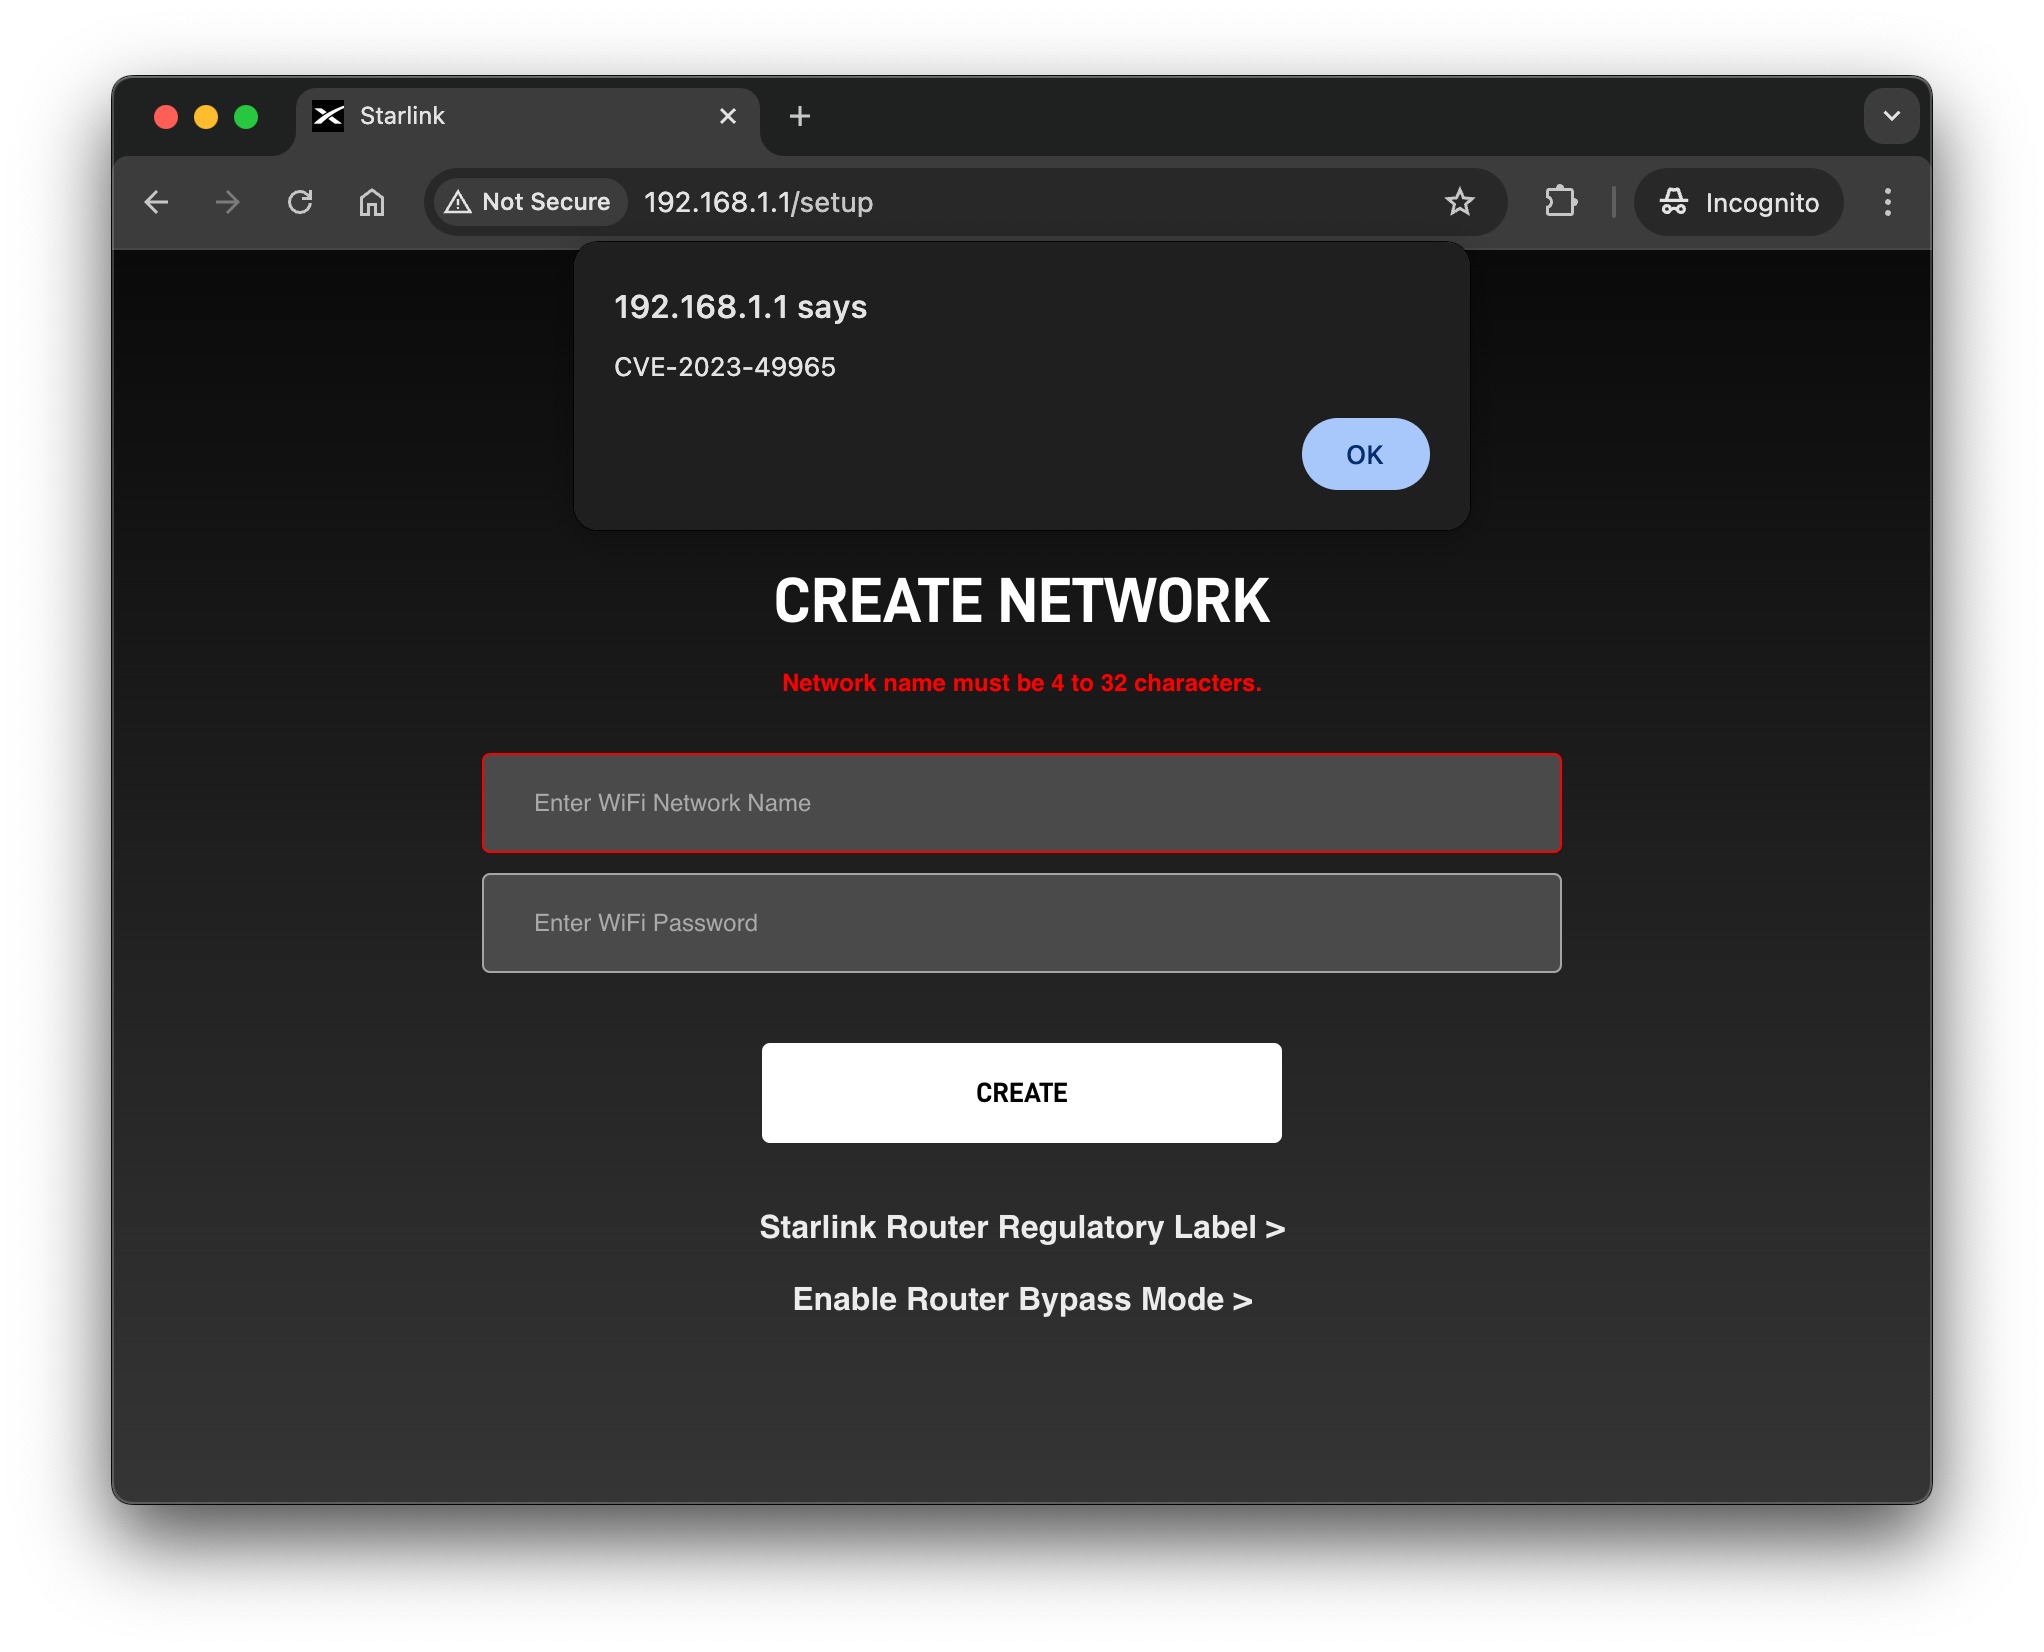 Starlink
Not Secure 192.168.1.1/setup Incognito
192.168.1.1 says
CVE-2023-49965
OK
CREATE NETWORK
Network name must be 4 to 32 characters.
Enter WiFi Network Name
Enter WiFi Password
CREATE
Starlink Router Regulatory Label >
Enable Router Bypass Mode >